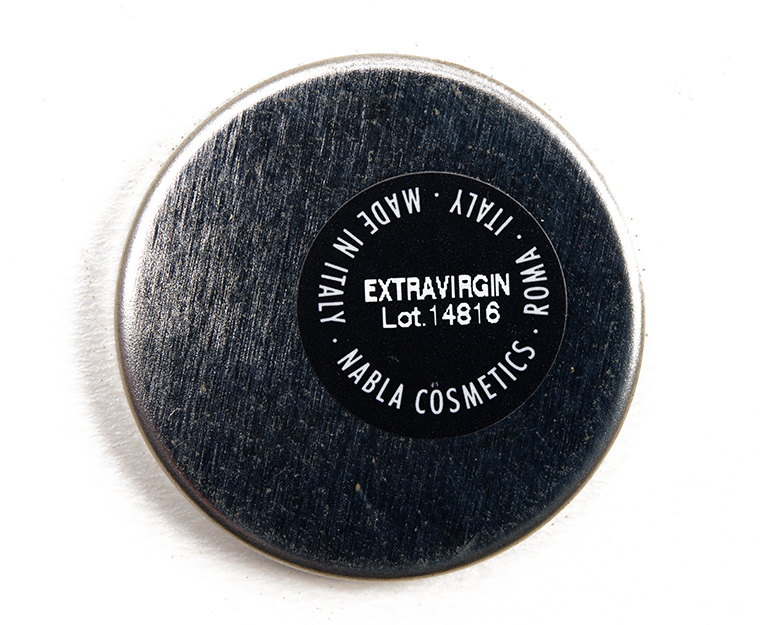 EXTRAVIRGIN
Lot.14816
NABLA COSMETICS · ROMA · ITALY · MADE IN ITALY ·